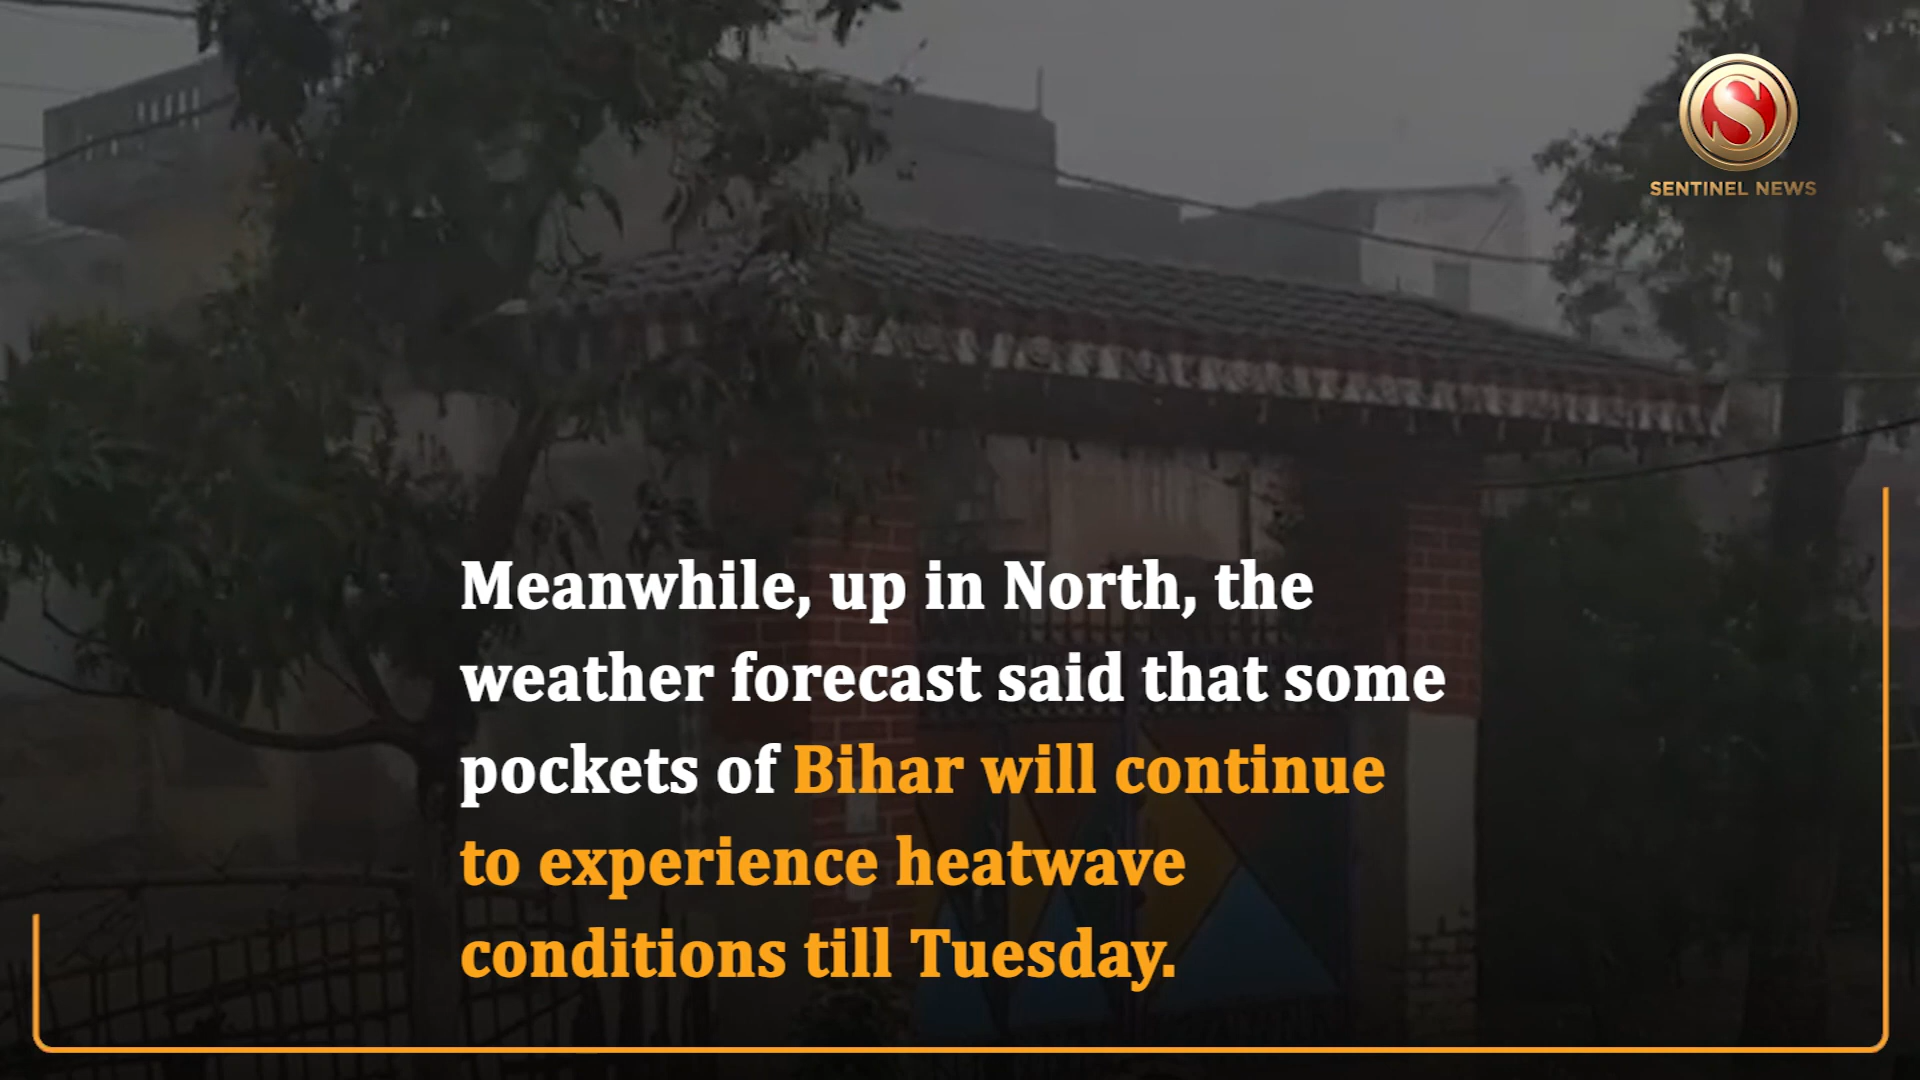 S
SENTINEL NEWS
Meanwhile, up in North, the
weather forecast said that some
pockets of Bihar will continue
to experience heatwave
conditions till Tuesday.